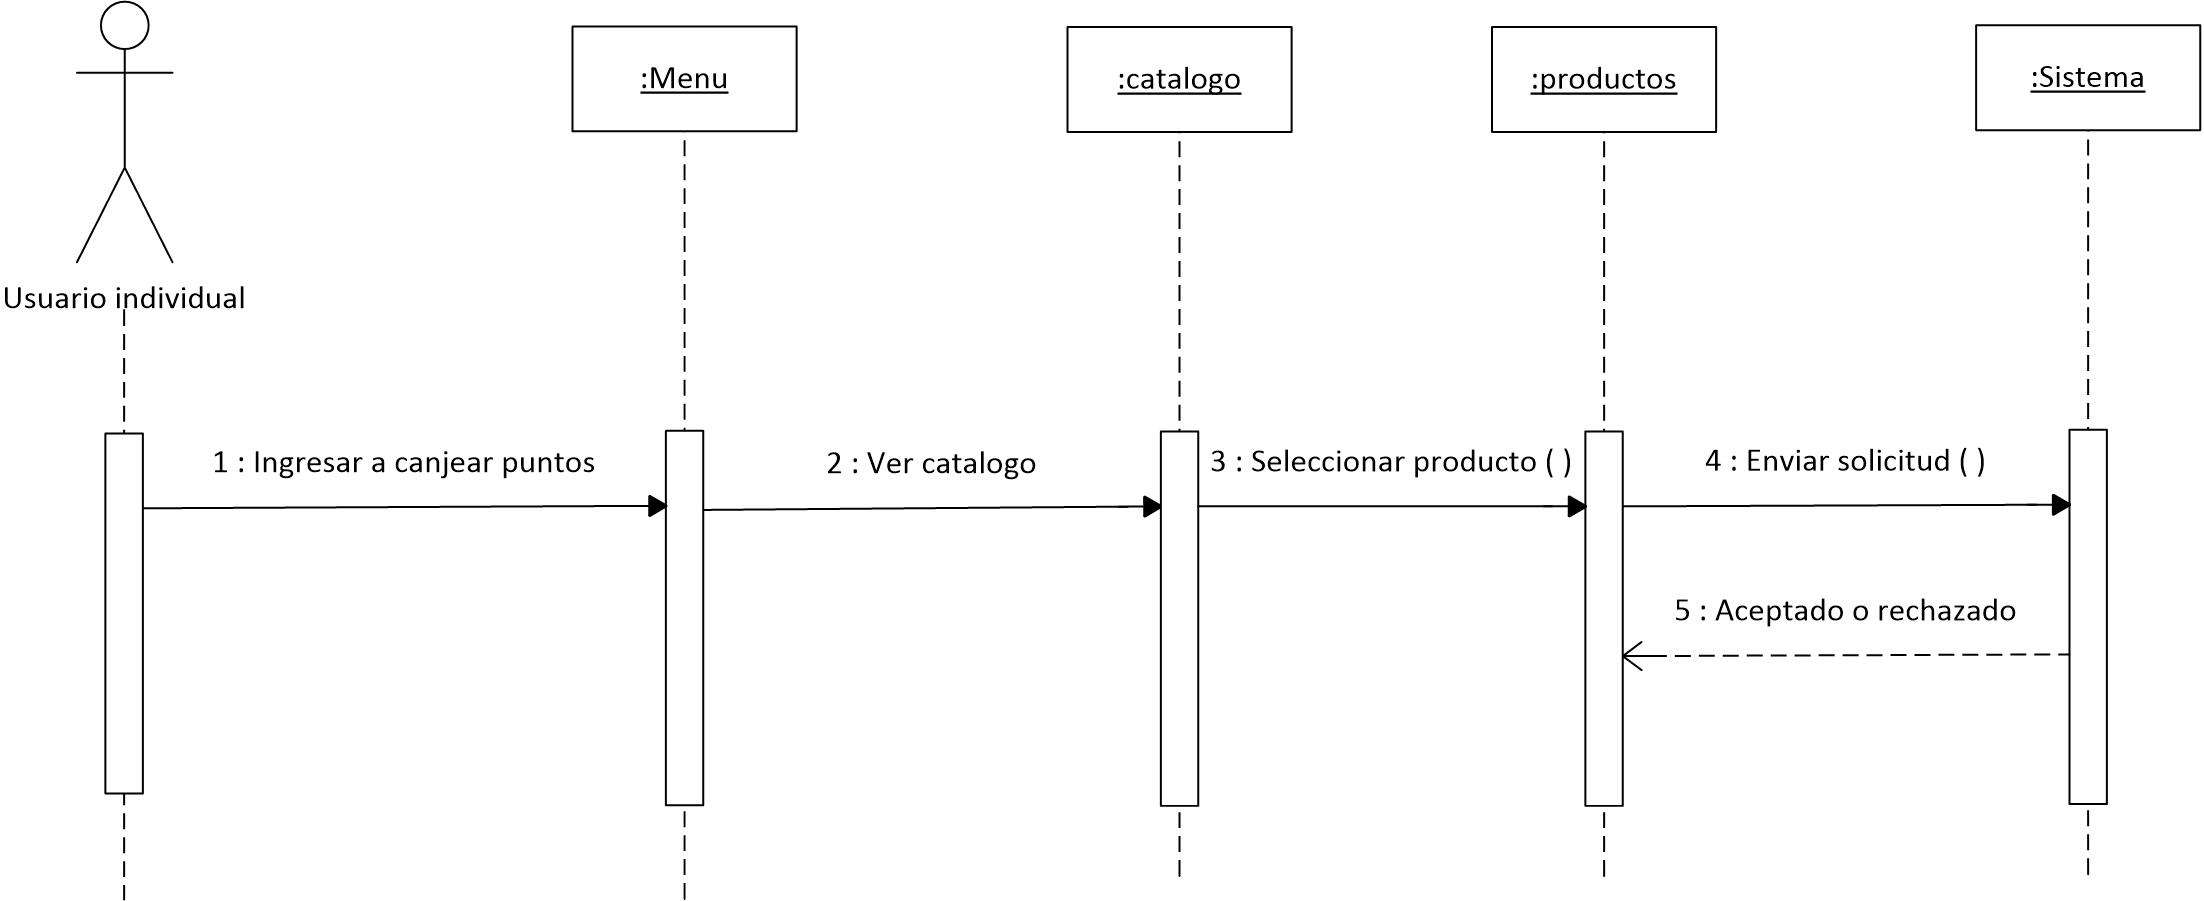 :Menu
:catalogo
:productos
:Sistema
Usuario individual
1 : Ingresar a canjear puntos
2 : Ver catalogo
3 : Seleccionar producto ( )
4 : Enviar solicitud ( )
5 : Aceptado o rechazado